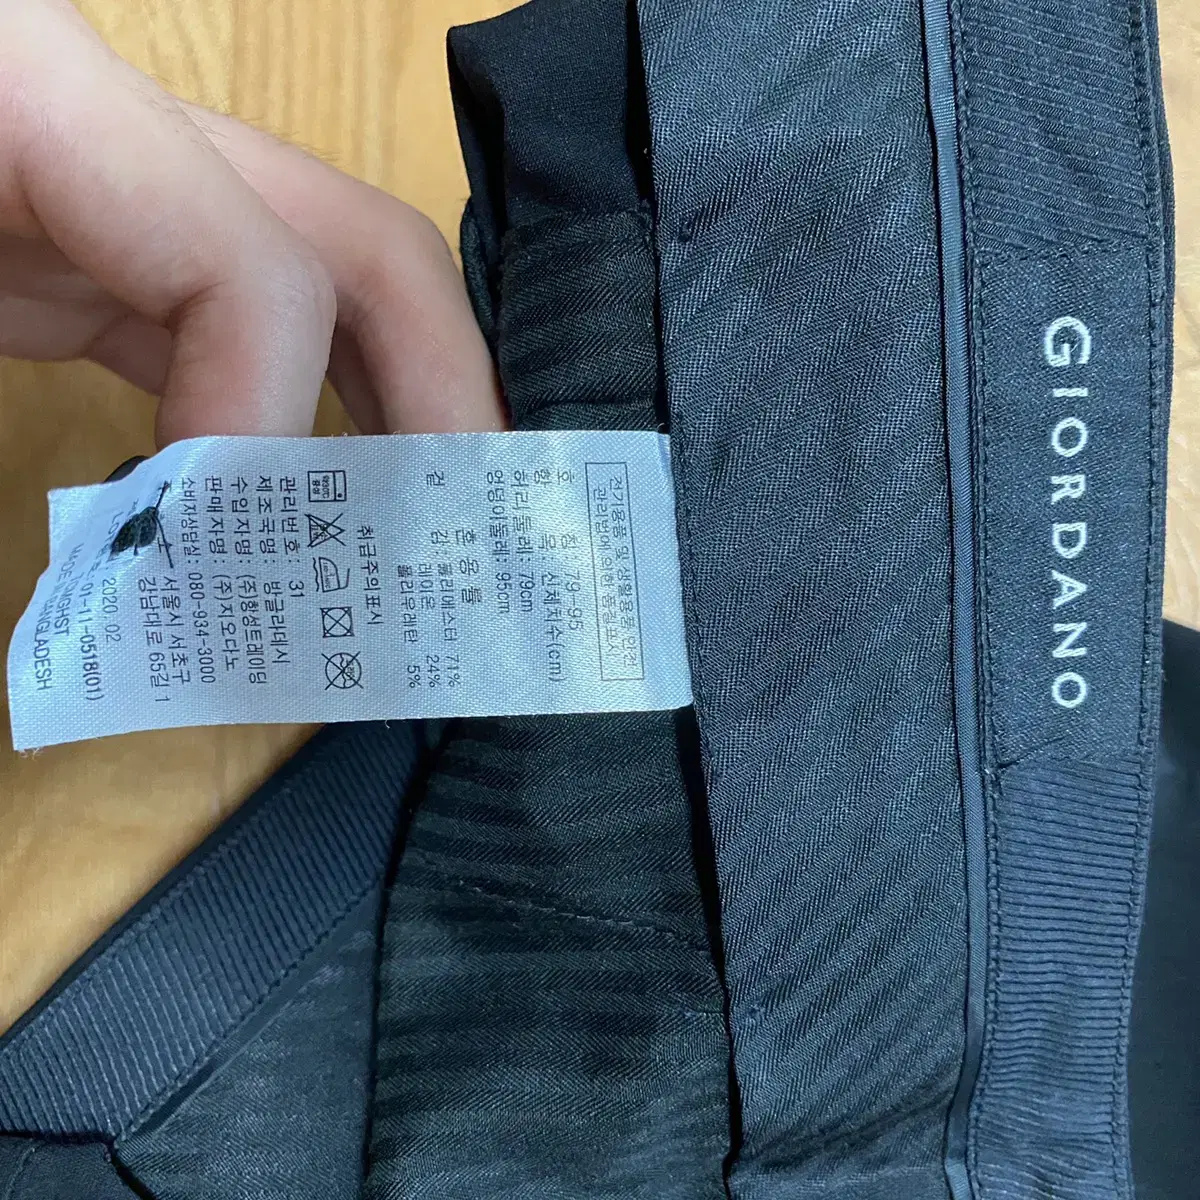 GIORDANO
전기용품 및 생활용품 안전
관리법에 의한 품질표시
호 칭 79-95
항 목 신체치수(cm)
허리둘레: 79cm
엉덩이둘레: 95cm
혼용률
겉 감: 폴리에스터 71%
레이온 24%
폴리우레탄 5%
취급주의표시
관리번호: 31
제조국명: 방글라데시
수입자명: (주)형성트레이딩
판매자명: (주)지오다노
소비자상담실: 080-934-3000
서울시 서초구
강남대로 65길 1
2020.02
01-11-0518(01)
MADE IN BANGLADESH